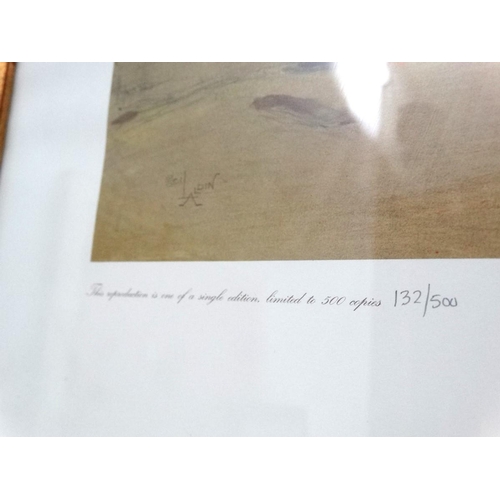 This reproduction is one of a single edition, limited to 500 copies 132/500